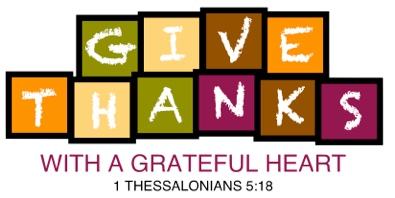 GIVE
THANKS
WITH A GRATEFUL HEART
1 THESSALONIANS 5:18